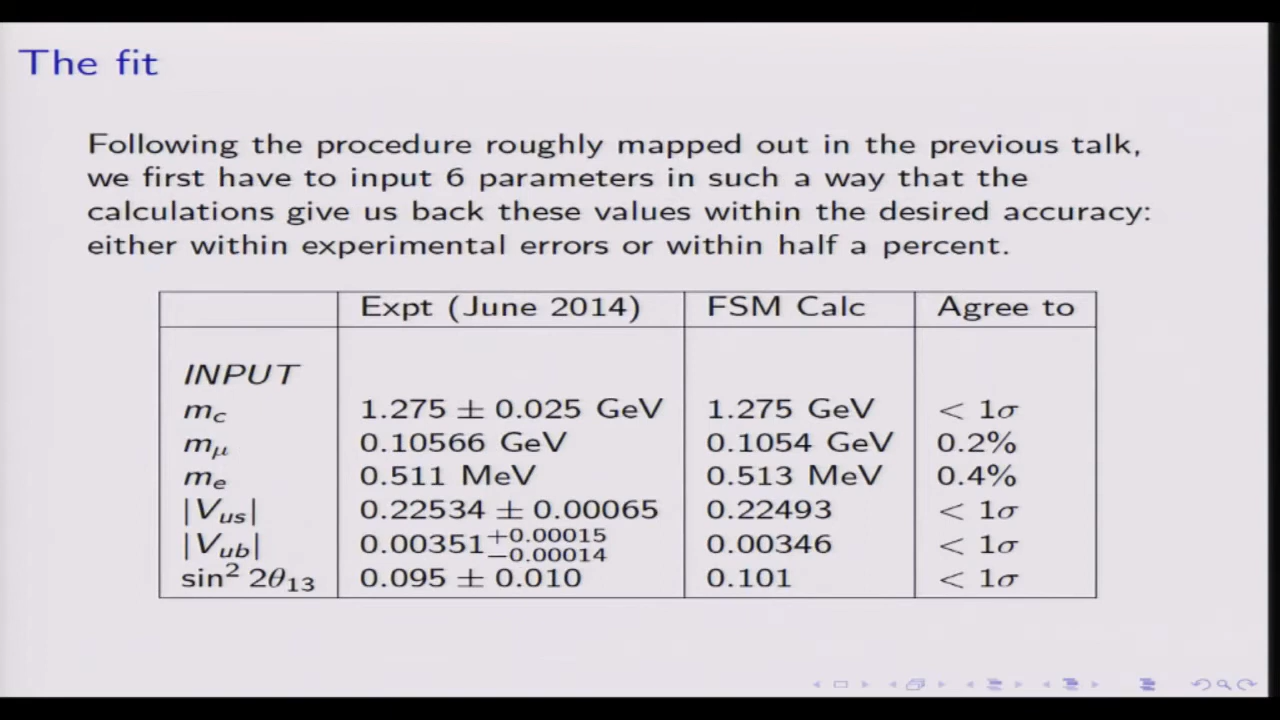 The fit
Following the procedure roughly mapped out in the previous talk,
we first have to input 6 parameters in such a way that the
calculations give us back these values within the desired accuracy:
either within experimental errors or within half a percent.
Expt (June 2014) FSM Calc Agree to
INPUT
m_c 1.275 ± 0.025 GeV 1.275 GeV < 1σ
m_μ 0.10566 GeV 0.1054 GeV 0.2%
m_e 0.511 MeV 0.513 MeV 0.4%
|V_us| 0.22534 ± 0.00065 0.22493 < 1σ
|V_ub| 0.00351^{+0.00015}_{−0.00014} 0.00346 < 1σ
sin² 2θ₁₃ 0.095 ± 0.010 0.101 < 1σ